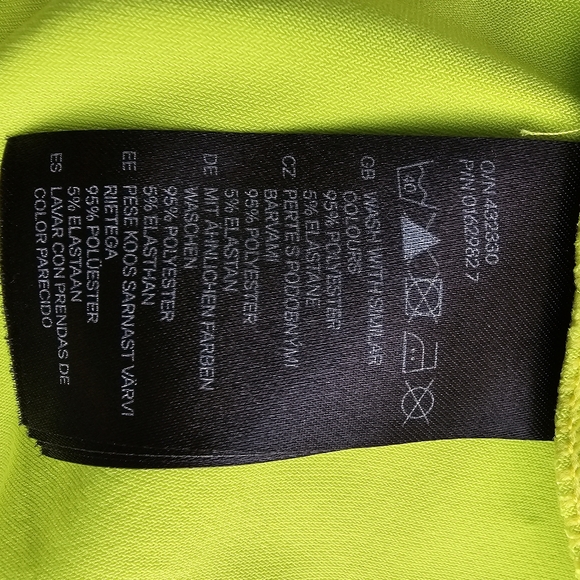 O/N 432330
P/N 01629827
40
GB WASH WITH SIMILAR
COLOURS
95% POLYESTER
5% ELASTANE
CZ PERTE S PODOBNÝMI
BARVAMI
95% POLYESTER
5% ELASTAN
DE MIT ÄHNLICHEN FARBEN
WASCHEN
95% POLYESTER
5% ELASTHAN
EE PESE KOOS SARNAST VÄRVI
RIIETEGA
95% POLÜESTER
5% ELASTAAN
ES LAVAR CON PRENDAS DE
COLOR PARECIDO